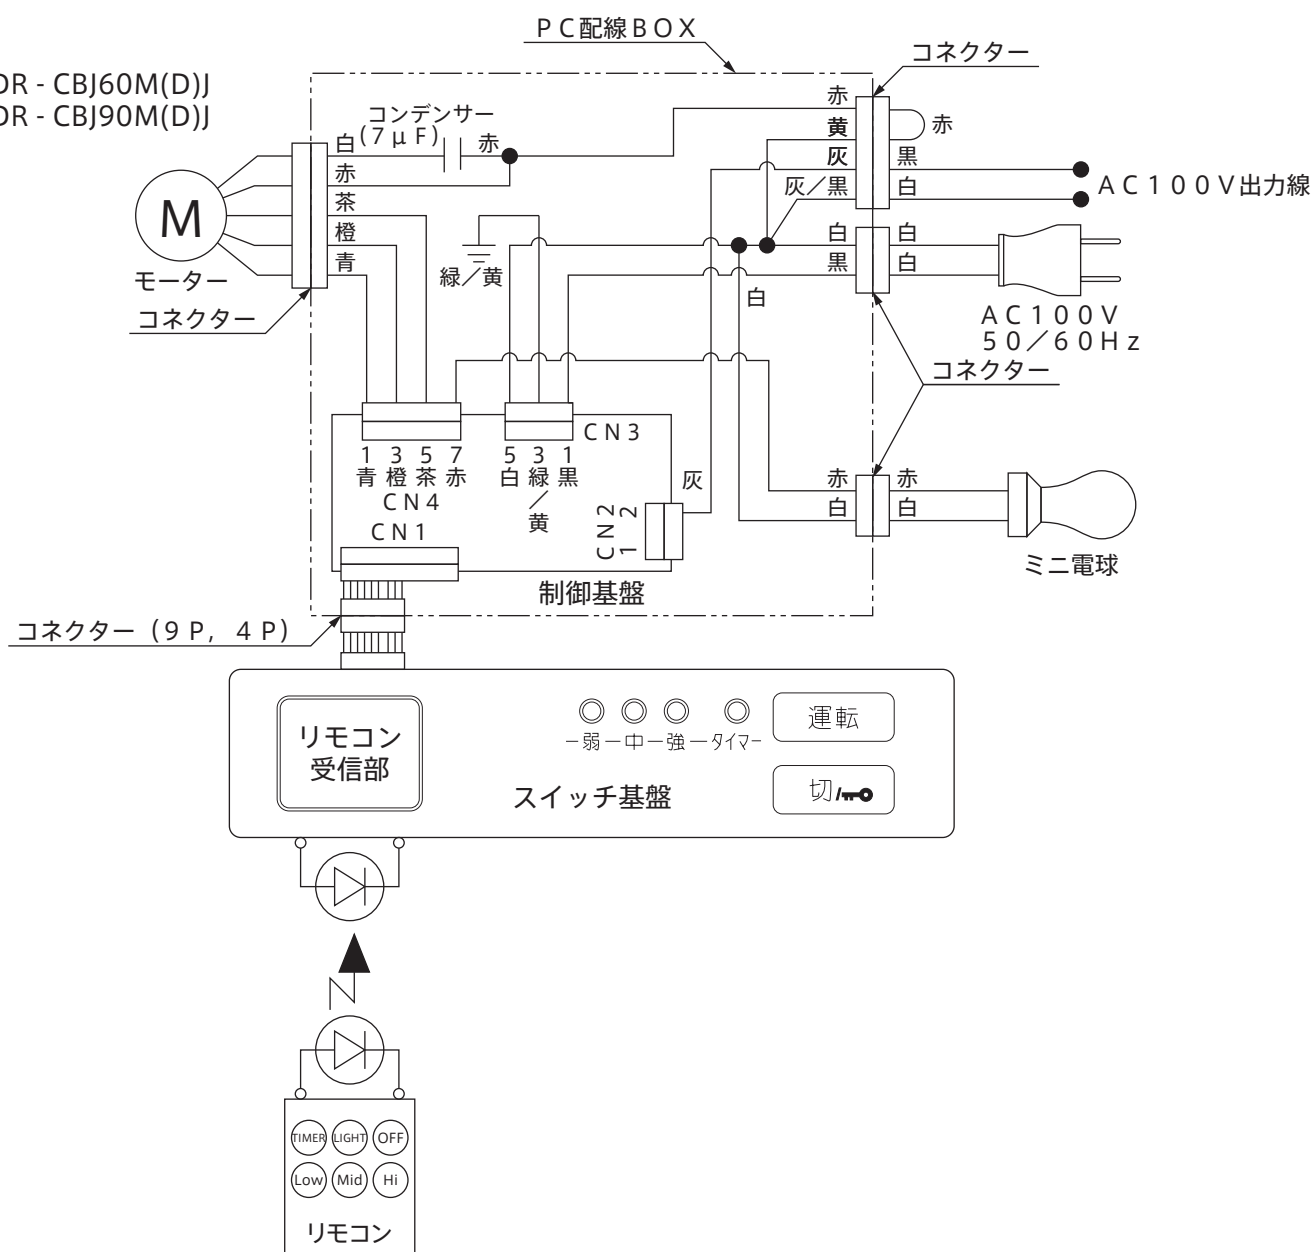 ＰＣ配線ＢＯＸ
コネクター
DR - CBJ60M(D)J
DR - CBJ90M(D)J
コンデンサー
(７μＦ)
白
赤
赤
茶
橙
青
赤
黄
灰
灰／黒
赤
黒
白
ＡＣ１００Ｖ出力線
M
モーター
コネクター
緑／黄
白
黒
白
白
白
ＡＣ１００Ｖ
５０／６０Ｈｚ
コネクター
ＣＮ３
1 3 5 7
青 橙 茶 赤
ＣＮ４
5 3 1
白 緑／黄 黒
ＣＮ１
ＣＮ２
1 2
灰
赤
白
赤
白
ミニ電球
制御基盤
コネクター（９Ｐ，４Ｐ）
リモコン
受信部
－弱－中－強－タイマ－
運転
切/
スイッチ基盤
TIMER LIGHT OFF
Low Mid Hi
リモコン